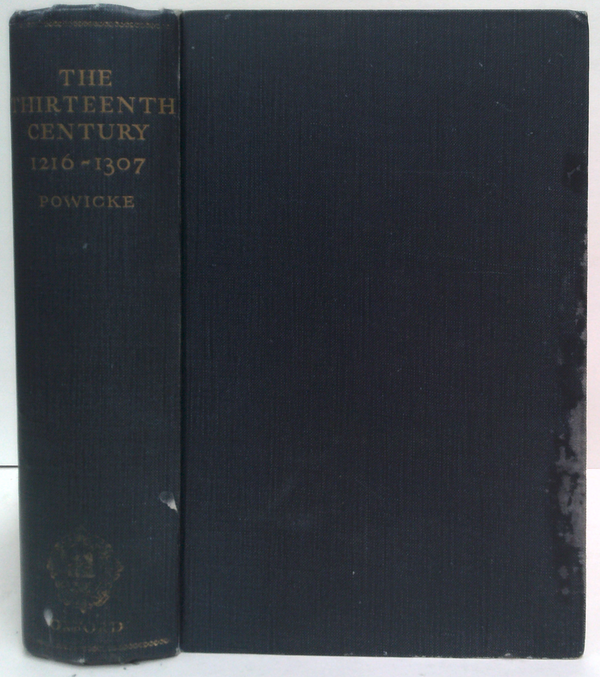 THE
THIRTEENTH
CENTURY
1216-1307
POWICKE
OXFORD